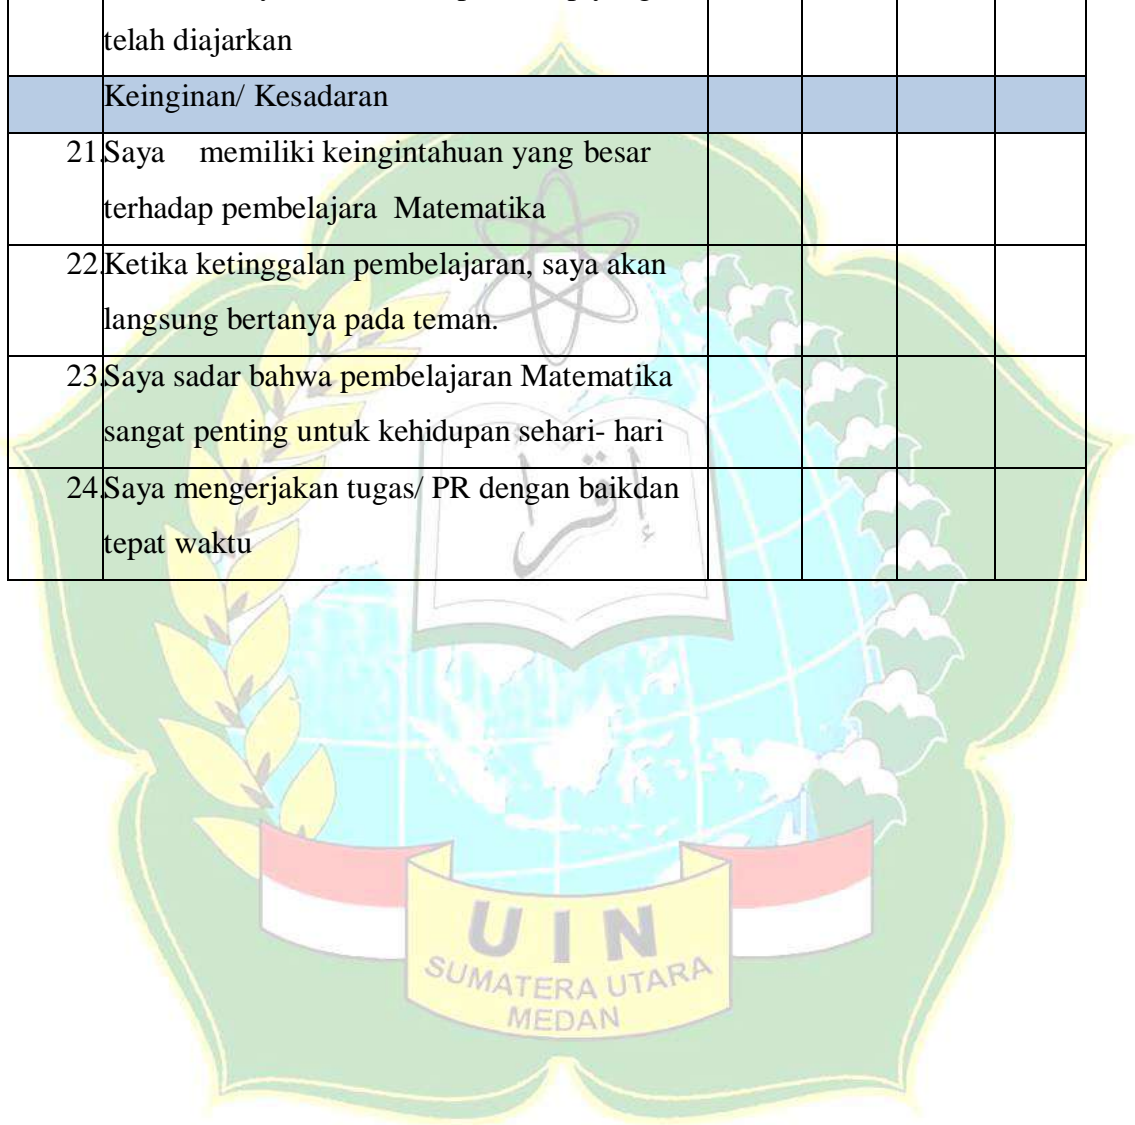 telah diajarkan
Keinginan/ Kesadaran
21. Saya memiliki keingintahuan yang besar
terhadap pembelajara Matematika
22. Ketika ketinggalan pembelajaran, saya akan
langsung bertanya pada teman.
23. Saya sadar bahwa pembelajaran Matematika
sangat penting untuk kehidupan sehari- hari
24. Saya mengerjakan tugas/ PR dengan baikdan
tepat waktu
إقرأ
UIN
SUMATERA UTARA
MEDAN